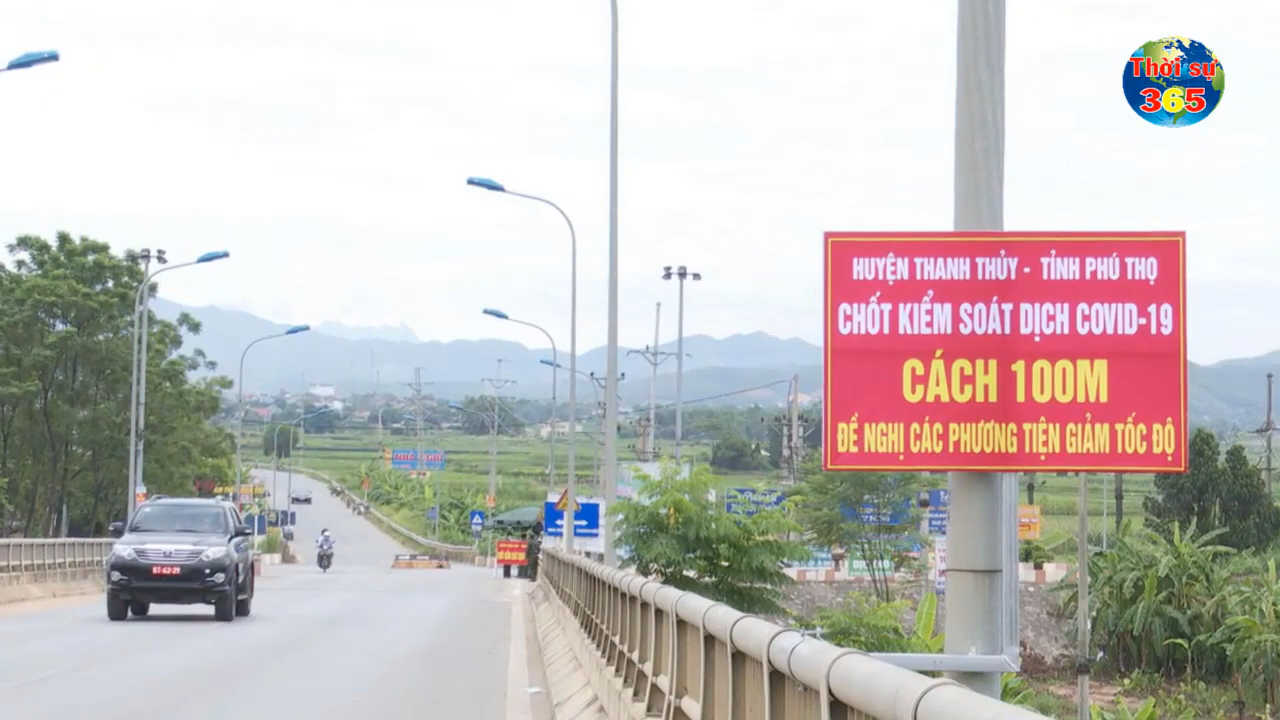 Thời sự
365
HUYỆN THANH THỦY - TỈNH PHÚ THỌ
CHỐT KIỂM SOÁT DỊCH COVID-19
CÁCH 100M
ĐỀ NGHỊ CÁC PHƯƠNG TIỆN GIẢM TỐC ĐỘ